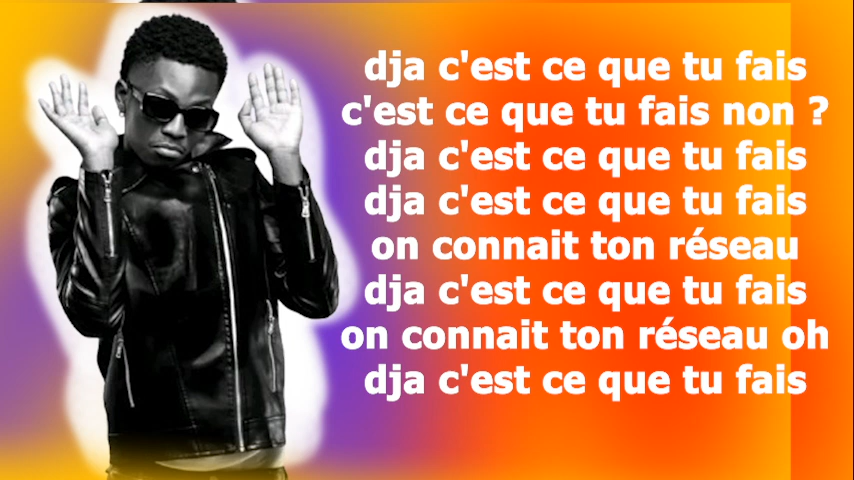 dja c'est ce que tu fais
c'est ce que tu fais non ?
dja c'est ce que tu fais
dja c'est ce que tu fais
on connait ton réseau
dja c'est ce que tu fais
on connait ton réseau oh
dja c'est ce que tu fais